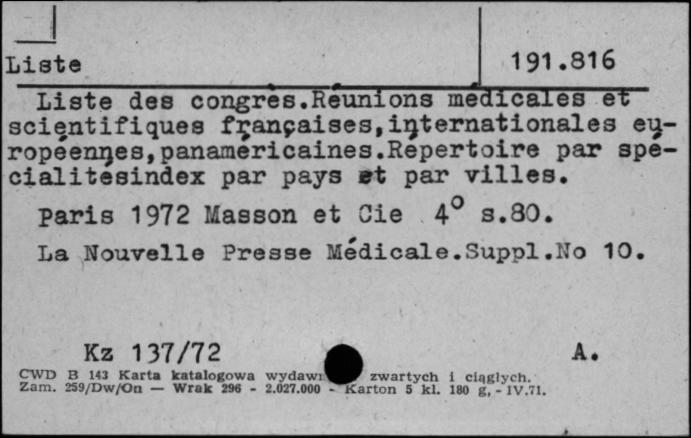 Liste 191.816
Liste des congrès.Réunions médicales et
scientifiques françaises,internationales eu-
ropéennes,panaméricaines.Répertoire par spé-
cialitésindex par pays et par villes.
Paris 1972 Masson et Cie 4º s.80.
La Nouvelle Presse Médicale.Suppl.No 10.
Kz 137/72 A.
CWD B 143 Karta katalogowa zwartych i ciągłych.
Zam. 259/Dw/On — Wrak 296 - 2.027.000 - Karton 5 kl. 180 g, - IV.71.